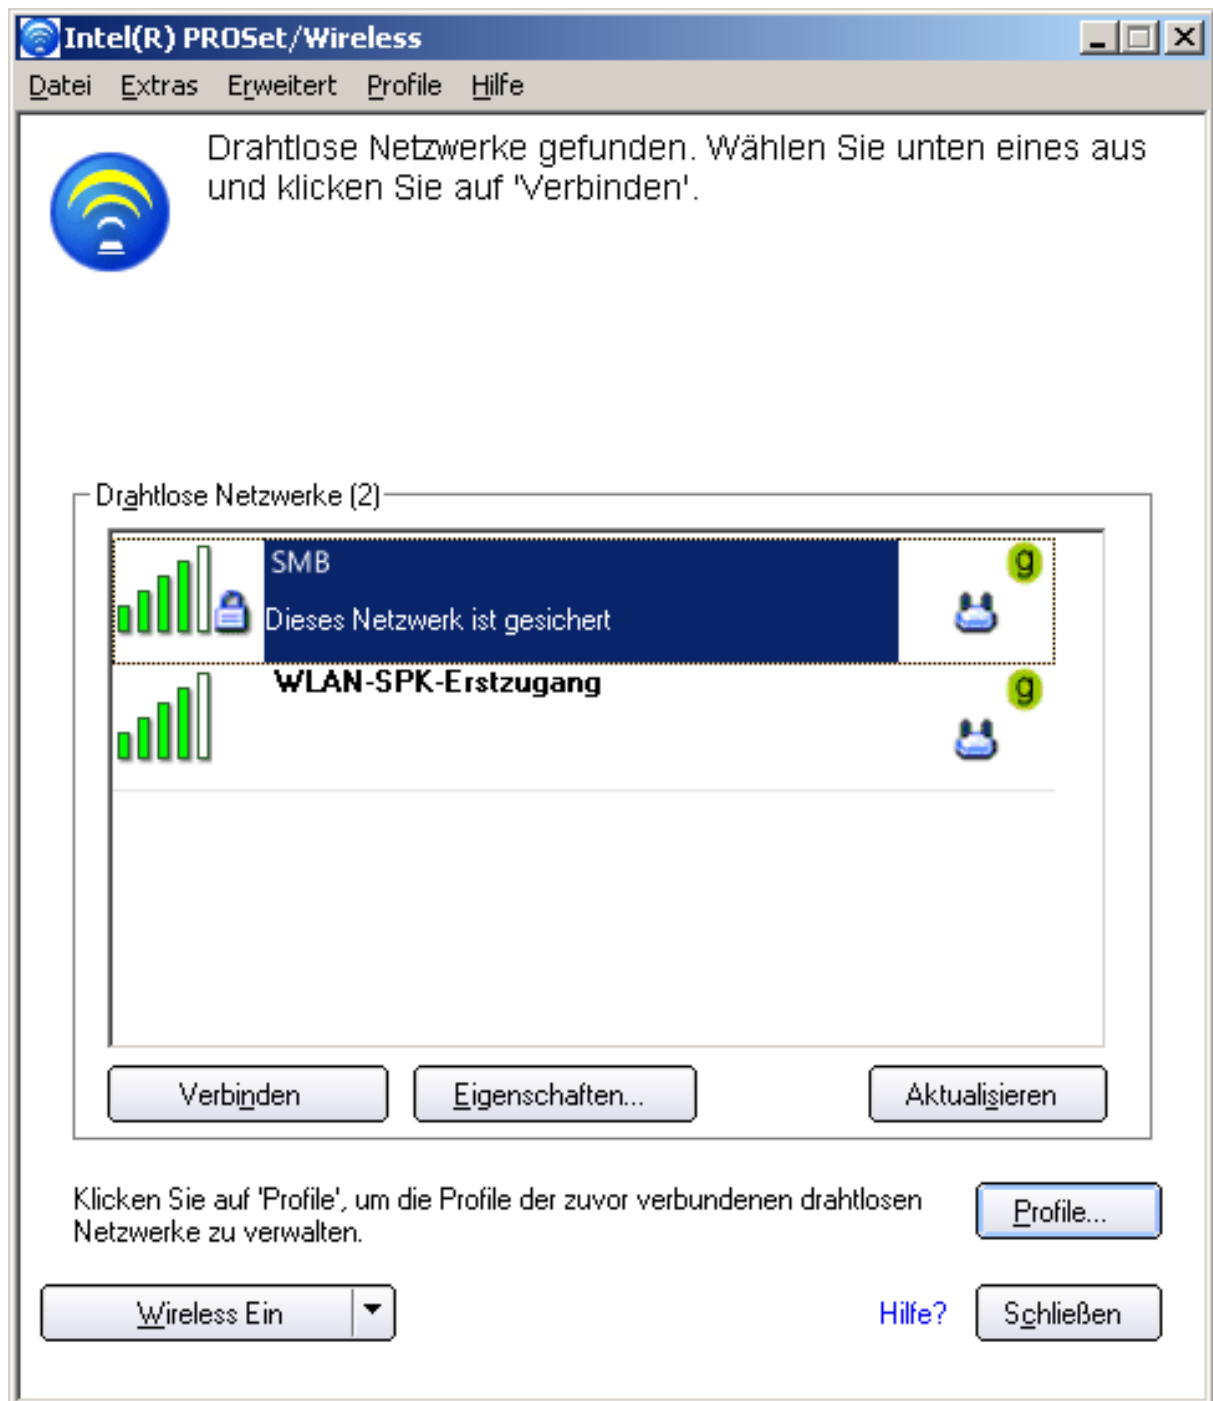 Intel(R) PROSet/Wireless
Datei Extras Erweitert Profile Hilfe
Drahtlose Netzwerke gefunden. Wählen Sie unten eines aus
und klicken Sie auf 'Verbinden'.
Drahtlose Netzwerke (2)
SMB
g
Dieses Netzwerk ist gesichert
WLAN-SPK-Erstzugang
g
Verbinden Eigenschaften... Aktualisieren
Klicken Sie auf 'Profile', um die Profile der zuvor verbundenen drahtlosen
Netzwerke zu verwalten.
Profile...
Wireless Ein Hilfe? Schließen